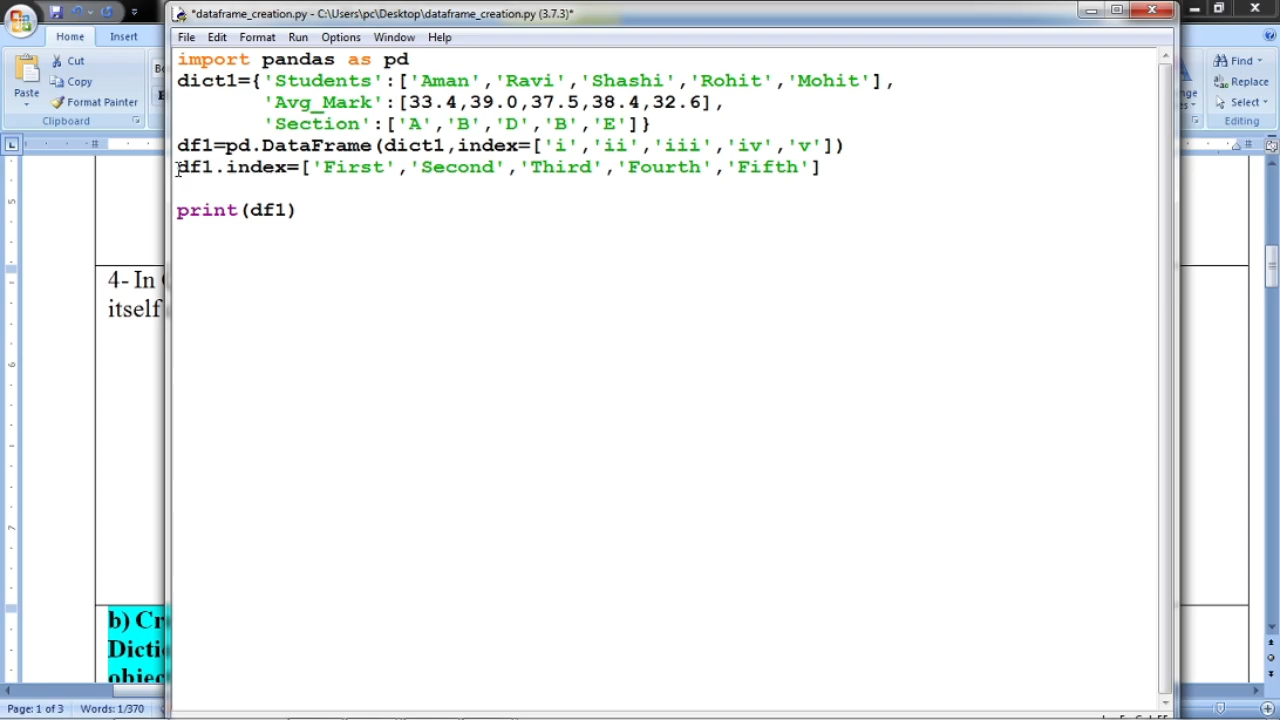 *dataframe_creation.py - C:\Users\pc\Desktop\dataframe_creation.py (3.7.3)*
Home Insert
File Edit Format Run Options Window Help
Cut
Copy
Paste
Format Painter
Clipboard
Find
Replace
Select
Editing
import pandas as pd
dict1={'Students':['Aman','Ravi','Shashi','Rohit','Mohit'],
'Avg_Mark':[33.4,39.0,37.5,38.4,32.6],
'Section':['A','B','D','B','E']}
df1=pd.DataFrame(dict1,index=['i','ii','iii','iv','v'])
df1.index=['First','Second','Third','Fourth','Fifth']
print(df1)
4- In
itself
b) Cr
Dictio
objec
Page: 1 of 3 Words: 1/370